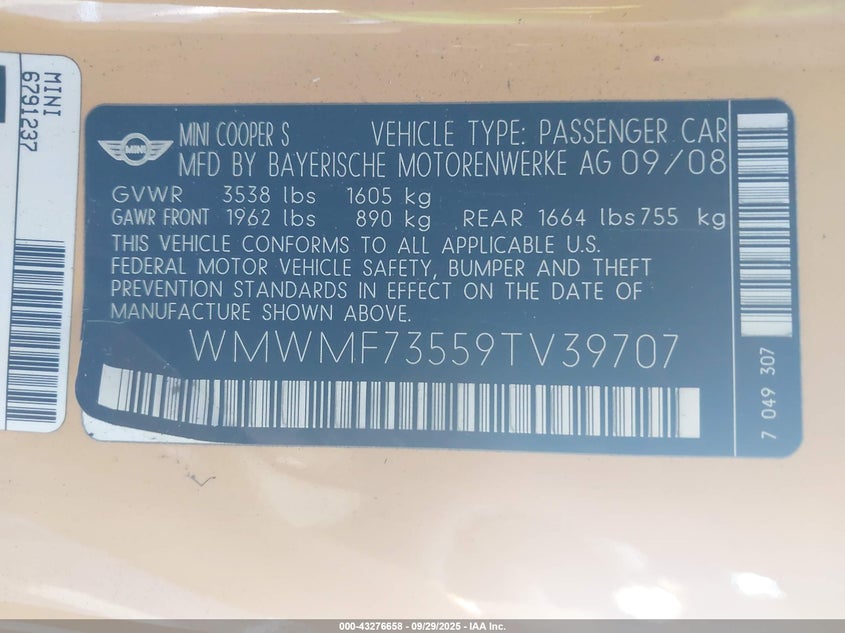 MINI
6791237
MINI
MINI COOPER S VEHICLE TYPE: PASSENGER CAR
MFD BY BAYERISCHE MOTORENWERKE AG 09/08
GVWR 3538 lbs 1605 kg
GAWR FRONT 1962 lbs 890 kg REAR 1664 lbs 755 kg
THIS VEHICLE CONFORMS TO ALL APPLICABLE U.S.
FEDERAL MOTOR VEHICLE SAFETY, BUMPER AND THEFT
PREVENTION STANDARDS IN EFFECT ON THE DATE OF
MANUFACTURE SHOWN ABOVE.
WMWMF73559TV39707
7 049 307
000-43276658 - 09/29/2025 - IAA Inc.